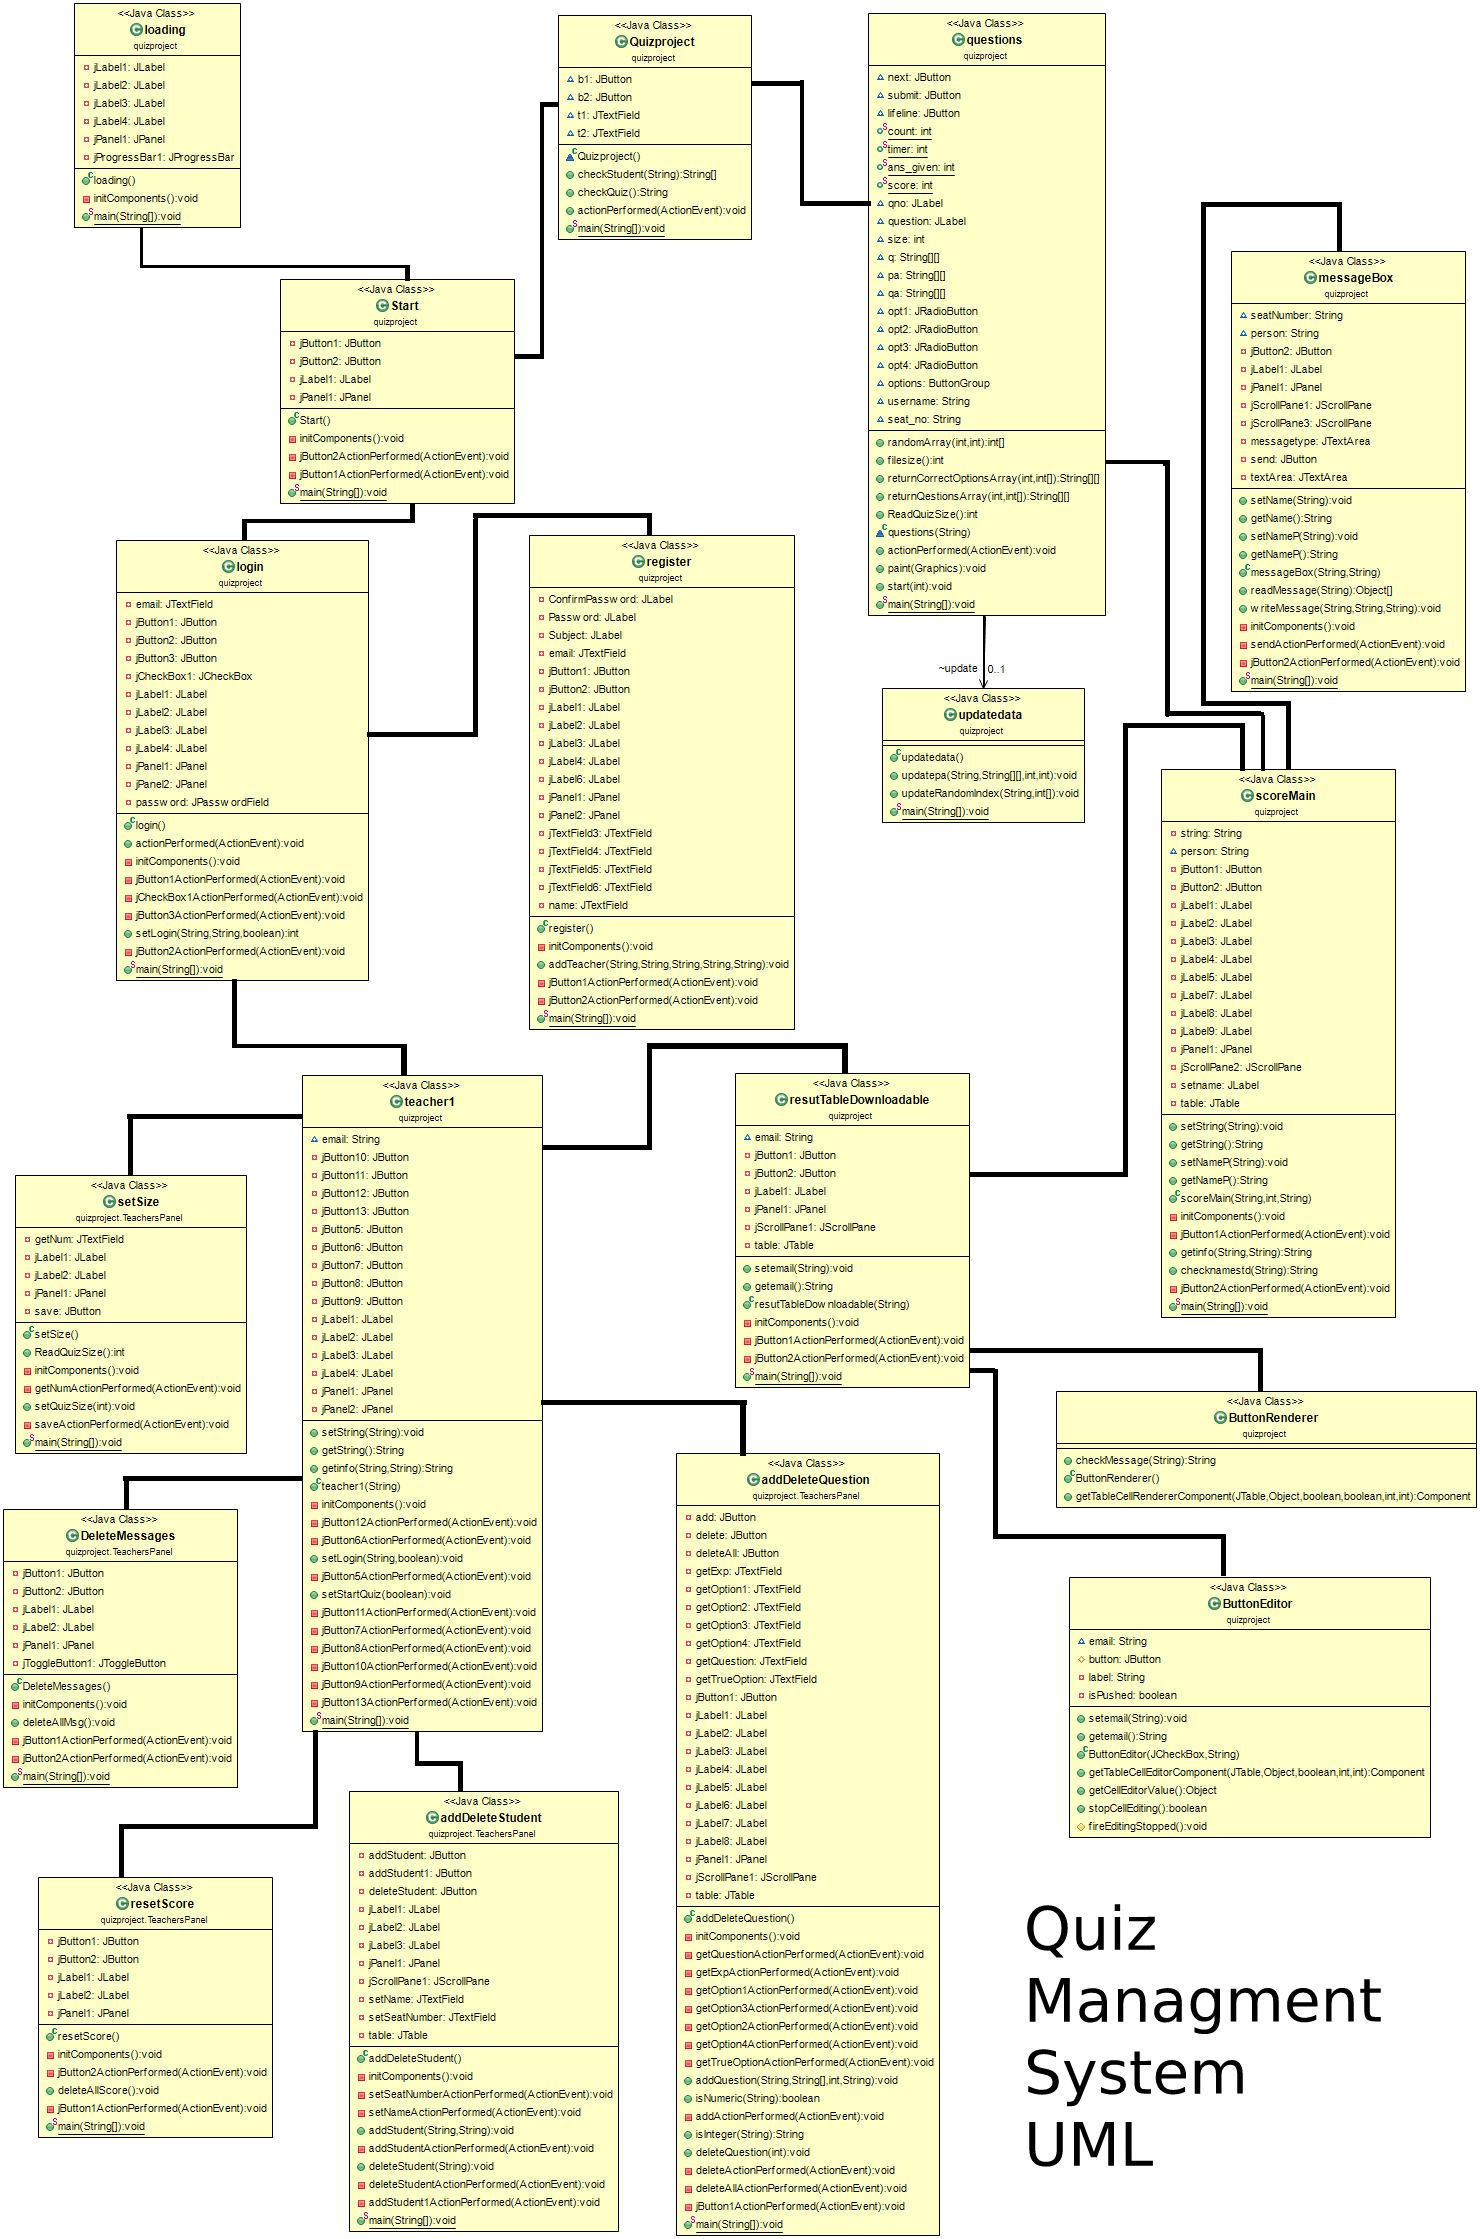 <<Java Class>>
loading
quizproject
jLabel1: JLabel
jLabel2: JLabel
jLabel3: JLabel
jLabel4: JLabel
jPanel1: JPanel
jProgressBar1: JProgressBar
loading()
initComponents():void
main(String[]):void
<<Java Class>>
Quizproject
quizproject
b1: JButton
b2: JButton
t1: JTextField
t2: JTextField
Quizproject()
checkStudent(String):String[]
checkQuiz():String
actionPerformed(ActionEvent):void
main(String[]):void
<<Java Class>>
questions
quizproject
next: JButton
submit: JButton
lifeline: JButton
count: int
timer: int
ans_given: int
score: int
qno: JLabel
question: JLabel
size: int
q: String[][]
pa: String[][]
qa: String[][]
opt1: JRadioButton
opt2: JRadioButton
opt3: JRadioButton
opt4: JRadioButton
options: ButtonGroup
username: String
seat_no: String
randomArray(int,int):int[]
filesize():int
returnCorrectOptionsArray(int,int[]):String[][]
returnQestionsArray(int,int[]):String[][]
ReadQuizSize():int
questions(String)
actionPerformed(ActionEvent):void
paint(Graphics):void
start(int):void
main(String[]):void
<<Java Class>>
messageBox
quizproject
seatNumber: String
person: String
jButton2: JButton
jLabel1: JLabel
jPanel1: JPanel
jScrollPane1: JScrollPane
jScrollPane3: JScrollPane
messagetype: JTextArea
send: JButton
textArea: JTextArea
setName(String):void
getName():String
setNameP(String):void
getNameP():String
messageBox(String,String)
readMessage(String):Object[]
writeMessage(String,String,String):void
initComponents():void
sendActionPerformed(ActionEvent):void
jButton2ActionPerformed(ActionEvent):void
main(String[]):void
<<Java Class>>
Start
quizproject
jButton1: JButton
jButton2: JButton
jLabel1: JLabel
jPanel1: JPanel
Start()
initComponents():void
jButton2ActionPerformed(ActionEvent):void
jButton1ActionPerformed(ActionEvent):void
main(String[]):void
<<Java Class>>
login
quizproject
email: JTextField
jButton1: JButton
jButton2: JButton
jButton3: JButton
jCheckBox1: JCheckBox
jLabel1: JLabel
jLabel2: JLabel
jLabel3: JLabel
jLabel4: JLabel
jPanel1: JPanel
jPanel2: JPanel
password: JPasswordField
login()
actionPerformed(ActionEvent):void
initComponents():void
jButton1ActionPerformed(ActionEvent):void
jCheckBox1ActionPerformed(ActionEvent):void
jButton3ActionPerformed(ActionEvent):void
setLogin(String,String,boolean):int
jButton2ActionPerformed(ActionEvent):void
main(String[]):void
<<Java Class>>
register
quizproject
ConfirmPassword: JLabel
Password: JLabel
Subject: JLabel
email: JTextField
jButton1: JButton
jButton2: JButton
jLabel1: JLabel
jLabel2: JLabel
jLabel3: JLabel
jLabel4: JLabel
jLabel6: JLabel
jPanel1: JPanel
jPanel2: JPanel
jTextField3: JTextField
jTextField4: JTextField
jTextField5: JTextField
jTextField6: JTextField
name: JTextField
register()
initComponents():void
addTeacher(String,String,String,String,String):void
jButton1ActionPerformed(ActionEvent):void
jButton2ActionPerformed(ActionEvent):void
main(String[]):void
~update 0..1
<<Java Class>>
updatedata
quizproject
updatedata()
updatepa(String,String[][],int,int):void
updateRandomIndex(String,int[]):void
main(String[]):void
<<Java Class>>
scoreMain
quizproject
string: String
person: String
jButton1: JButton
jButton2: JButton
jLabel1: JLabel
jLabel2: JLabel
jLabel3: JLabel
jLabel4: JLabel
jLabel5: JLabel
jLabel7: JLabel
jLabel8: JLabel
jLabel9: JLabel
jPanel1: JPanel
jScrollPane2: JScrollPane
setname: JLabel
table: JTable
setString(String):void
getString():String
setNameP(String):void
getNameP():String
scoreMain(String,int,String)
initComponents():void
jButton1ActionPerformed(ActionEvent):void
getinfo(String,String):String
checknamestd(String):String
jButton2ActionPerformed(ActionEvent):void
main(String[]):void
<<Java Class>>
teacher1
quizproject
email: String
jButton10: JButton
jButton11: JButton
jButton12: JButton
jButton13: JButton
jButton5: JButton
jButton6: JButton
jButton7: JButton
jButton8: JButton
jButton9: JButton
jLabel1: JLabel
jLabel2: JLabel
jLabel3: JLabel
jLabel4: JLabel
jPanel1: JPanel
jPanel2: JPanel
setString(String):void
getString():String
getinfo(String,String):String
teacher1(String)
initComponents():void
jButton12ActionPerformed(ActionEvent):void
jButton6ActionPerformed(ActionEvent):void
setLogin(String,boolean):void
jButton5ActionPerformed(ActionEvent):void
setStartQuiz(boolean):void
jButton11ActionPerformed(ActionEvent):void
jButton7ActionPerformed(ActionEvent):void
jButton8ActionPerformed(ActionEvent):void
jButton10ActionPerformed(ActionEvent):void
jButton9ActionPerformed(ActionEvent):void
jButton13ActionPerformed(ActionEvent):void
main(String[]):void
<<Java Class>>
resutTableDownloadable
quizproject
email: String
jButton1: JButton
jButton2: JButton
jLabel1: JLabel
jPanel1: JPanel
jScrollPane1: JScrollPane
table: JTable
setemail(String):void
getemail():String
resutTableDownloadable(String)
initComponents():void
jButton1ActionPerformed(ActionEvent):void
jButton2ActionPerformed(ActionEvent):void
main(String[]):void
<<Java Class>>
setSize
quizproject.TeachersPanel
getNum: JTextField
jLabel1: JLabel
jLabel2: JLabel
jPanel1: JPanel
save: JButton
setSize()
ReadQuizSize():int
initComponents():void
getNumActionPerformed(ActionEvent):void
setQuizSize(int):void
saveActionPerformed(ActionEvent):void
main(String[]):void
<<Java Class>>
ButtonRenderer
quizproject
checkMessage(String):String
ButtonRenderer()
getTableCellRendererComponent(JTable,Object,boolean,boolean,int,int):Component
<<Java Class>>
addDeleteQuestion
quizproject.TeachersPanel
add: JButton
delete: JButton
deleteAll: JButton
getExp: JTextField
getOption1: JTextField
getOption2: JTextField
getOption3: JTextField
getOption4: JTextField
getQuestion: JTextField
getTrueOption: JTextField
jButton1: JButton
jLabel1: JLabel
jLabel2: JLabel
jLabel3: JLabel
jLabel4: JLabel
jLabel5: JLabel
jLabel6: JLabel
jLabel7: JLabel
jLabel8: JLabel
jPanel1: JPanel
jScrollPane1: JScrollPane
table: JTable
addDeleteQuestion()
initComponents():void
getQuestionActionPerformed(ActionEvent):void
getExpActionPerformed(ActionEvent):void
getOption1ActionPerformed(ActionEvent):void
getOption3ActionPerformed(ActionEvent):void
getOption2ActionPerformed(ActionEvent):void
getOption4ActionPerformed(ActionEvent):void
getTrueOptionActionPerformed(ActionEvent):void
addQuestion(String,String[],int,String):void
isNumeric(String):boolean
addActionPerformed(ActionEvent):void
isInteger(String):String
deleteQuestion(int):void
deleteActionPerformed(ActionEvent):void
deleteAllActionPerformed(ActionEvent):void
jButton1ActionPerformed(ActionEvent):void
main(String[]):void
<<Java Class>>
DeleteMessages
quizproject.TeachersPanel
jButton1: JButton
jButton2: JButton
jLabel1: JLabel
jLabel2: JLabel
jPanel1: JPanel
jToggleButton1: JToggleButton
DeleteMessages()
initComponents():void
deleteAllMsg():void
jButton1ActionPerformed(ActionEvent):void
jButton2ActionPerformed(ActionEvent):void
main(String[]):void
<<Java Class>>
ButtonEditor
quizproject
email: String
button: JButton
label: String
isPushed: boolean
setemail(String):void
getemail():String
ButtonEditor(JCheckBox,String)
getTableCellEditorComponent(JTable,Object,boolean,int,int):Component
getCellEditorValue():Object
stopCellEditing():boolean
fireEditingStopped():void
<<Java Class>>
addDeleteStudent
quizproject.TeachersPanel
addStudent: JButton
addStudent1: JButton
deleteStudent: JButton
jLabel1: JLabel
jLabel2: JLabel
jLabel3: JLabel
jPanel1: JPanel
jScrollPane1: JScrollPane
setName: JTextField
setSeatNumber: JTextField
table: JTable
addDeleteStudent()
initComponents():void
setSeatNumberActionPerformed(ActionEvent):void
setNameActionPerformed(ActionEvent):void
addStudent(String,String):void
addStudentActionPerformed(ActionEvent):void
deleteStudent(String):void
deleteStudentActionPerformed(ActionEvent):void
addStudent1ActionPerformed(ActionEvent):void
main(String[]):void
<<Java Class>>
resetScore
quizproject.TeachersPanel
jButton1: JButton
jButton2: JButton
jLabel1: JLabel
jLabel2: JLabel
jPanel1: JPanel
resetScore()
initComponents():void
jButton2ActionPerformed(ActionEvent):void
deleteAllScore():void
jButton1ActionPerformed(ActionEvent):void
main(String[]):void
Quiz
Managment
System
UML